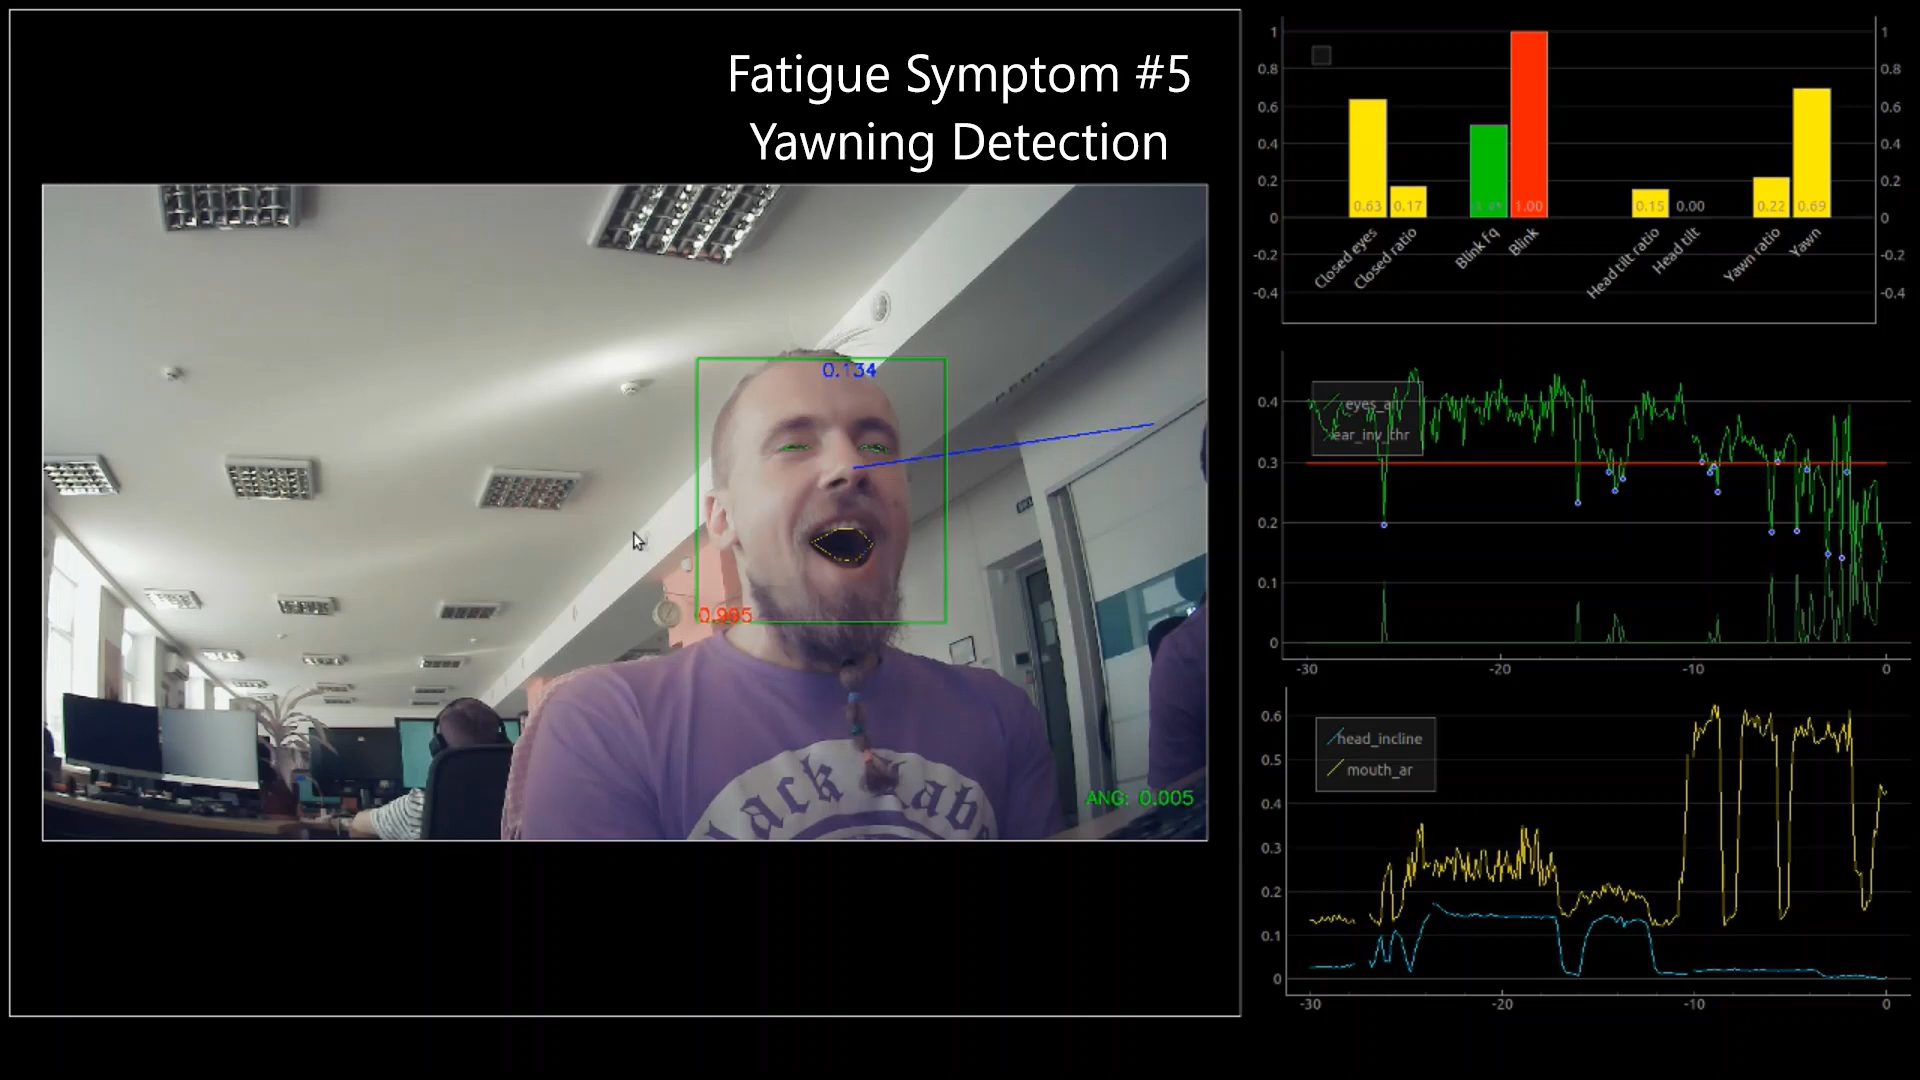 Fatigue Symptom #5
Yawning Detection
0.134
0.995
ANG: 0.005
lack Labe
1
0.8
0.6
0.4
0.2
0
-0.2
-0.4
1
0.8
0.6
0.4
0.2
0
-0.2
-0.4
0.63 0.17 1.00 0.15 0.00 0.22 0.69
Closed eyes
Closed ratio
Blink fq
Blink
Head tilt ratio
Head tilt
Yawn ratio
Yawn
eyes_ar
ear_inv_thr
0.4
0.3
0.2
0.1
0
-30 -20 -10 0
head_incline
mouth_ar
0.6
0.5
0.4
0.3
0.2
0.1
0
-30 -20 -10 0